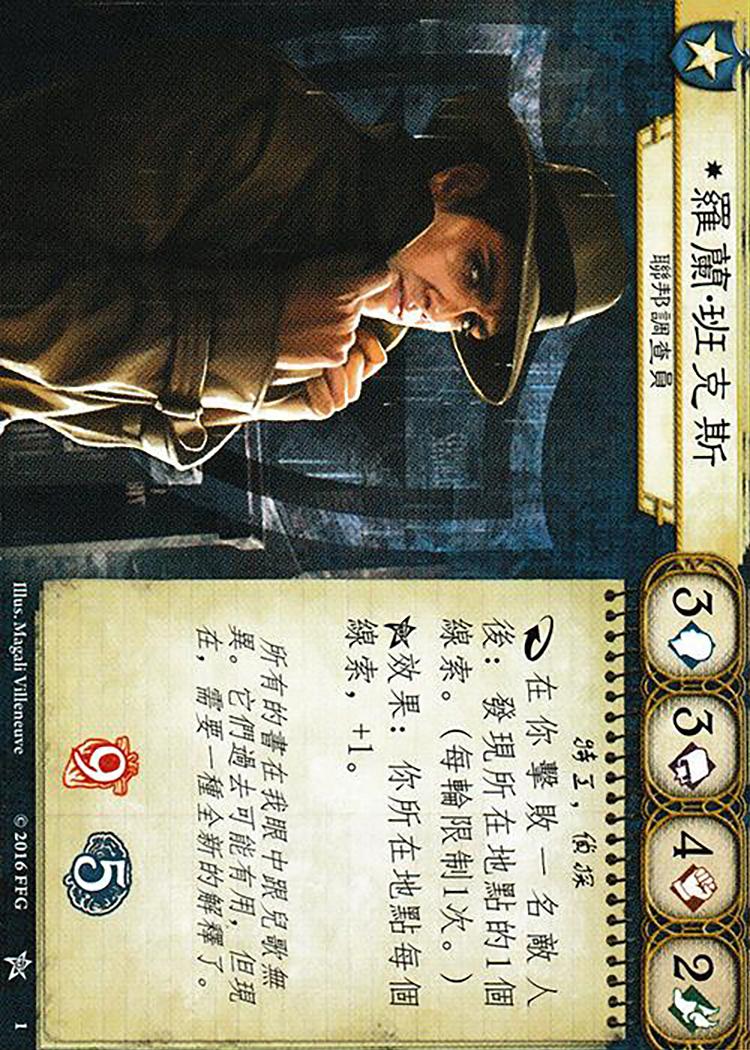 羅蘭·班克斯
聯邦調查員
3 3 4 2
特工，偵探
在你擊敗一名敵人
後：發現所在地點的1個
線索。（每輪限制1次。）
效果：你所在地點每個
線索，+1。
所有的書在我眼中跟兒歌無
異。它們過去可能有用，但現
在，需要一種全新的解釋了。
9 5
Illus. Magali Villeneuve © 2016 FFG 1